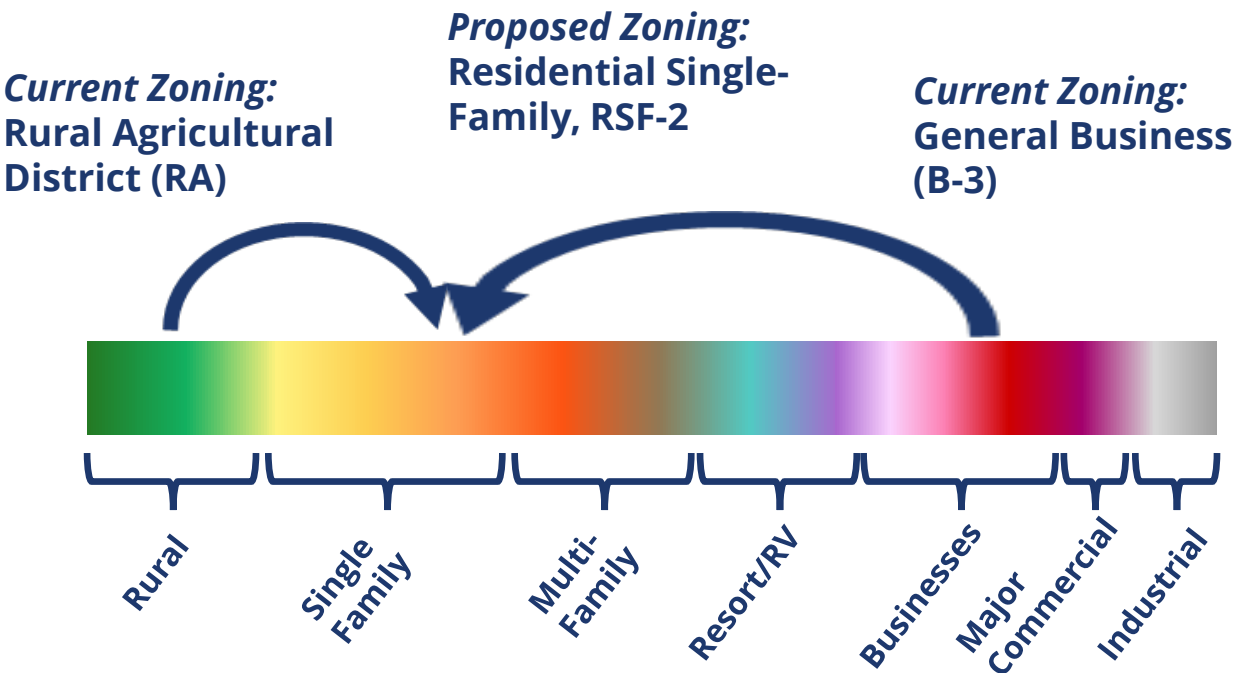 Current Zoning:
Rural Agricultural
District (RA)
Proposed Zoning:
Residential Single-
Family, RSF-2
Current Zoning:
General Business
(B-3)
Rural
Single
Family
Multi-
Family
Resort/RV
Businesses
Major
Commercial
Industrial